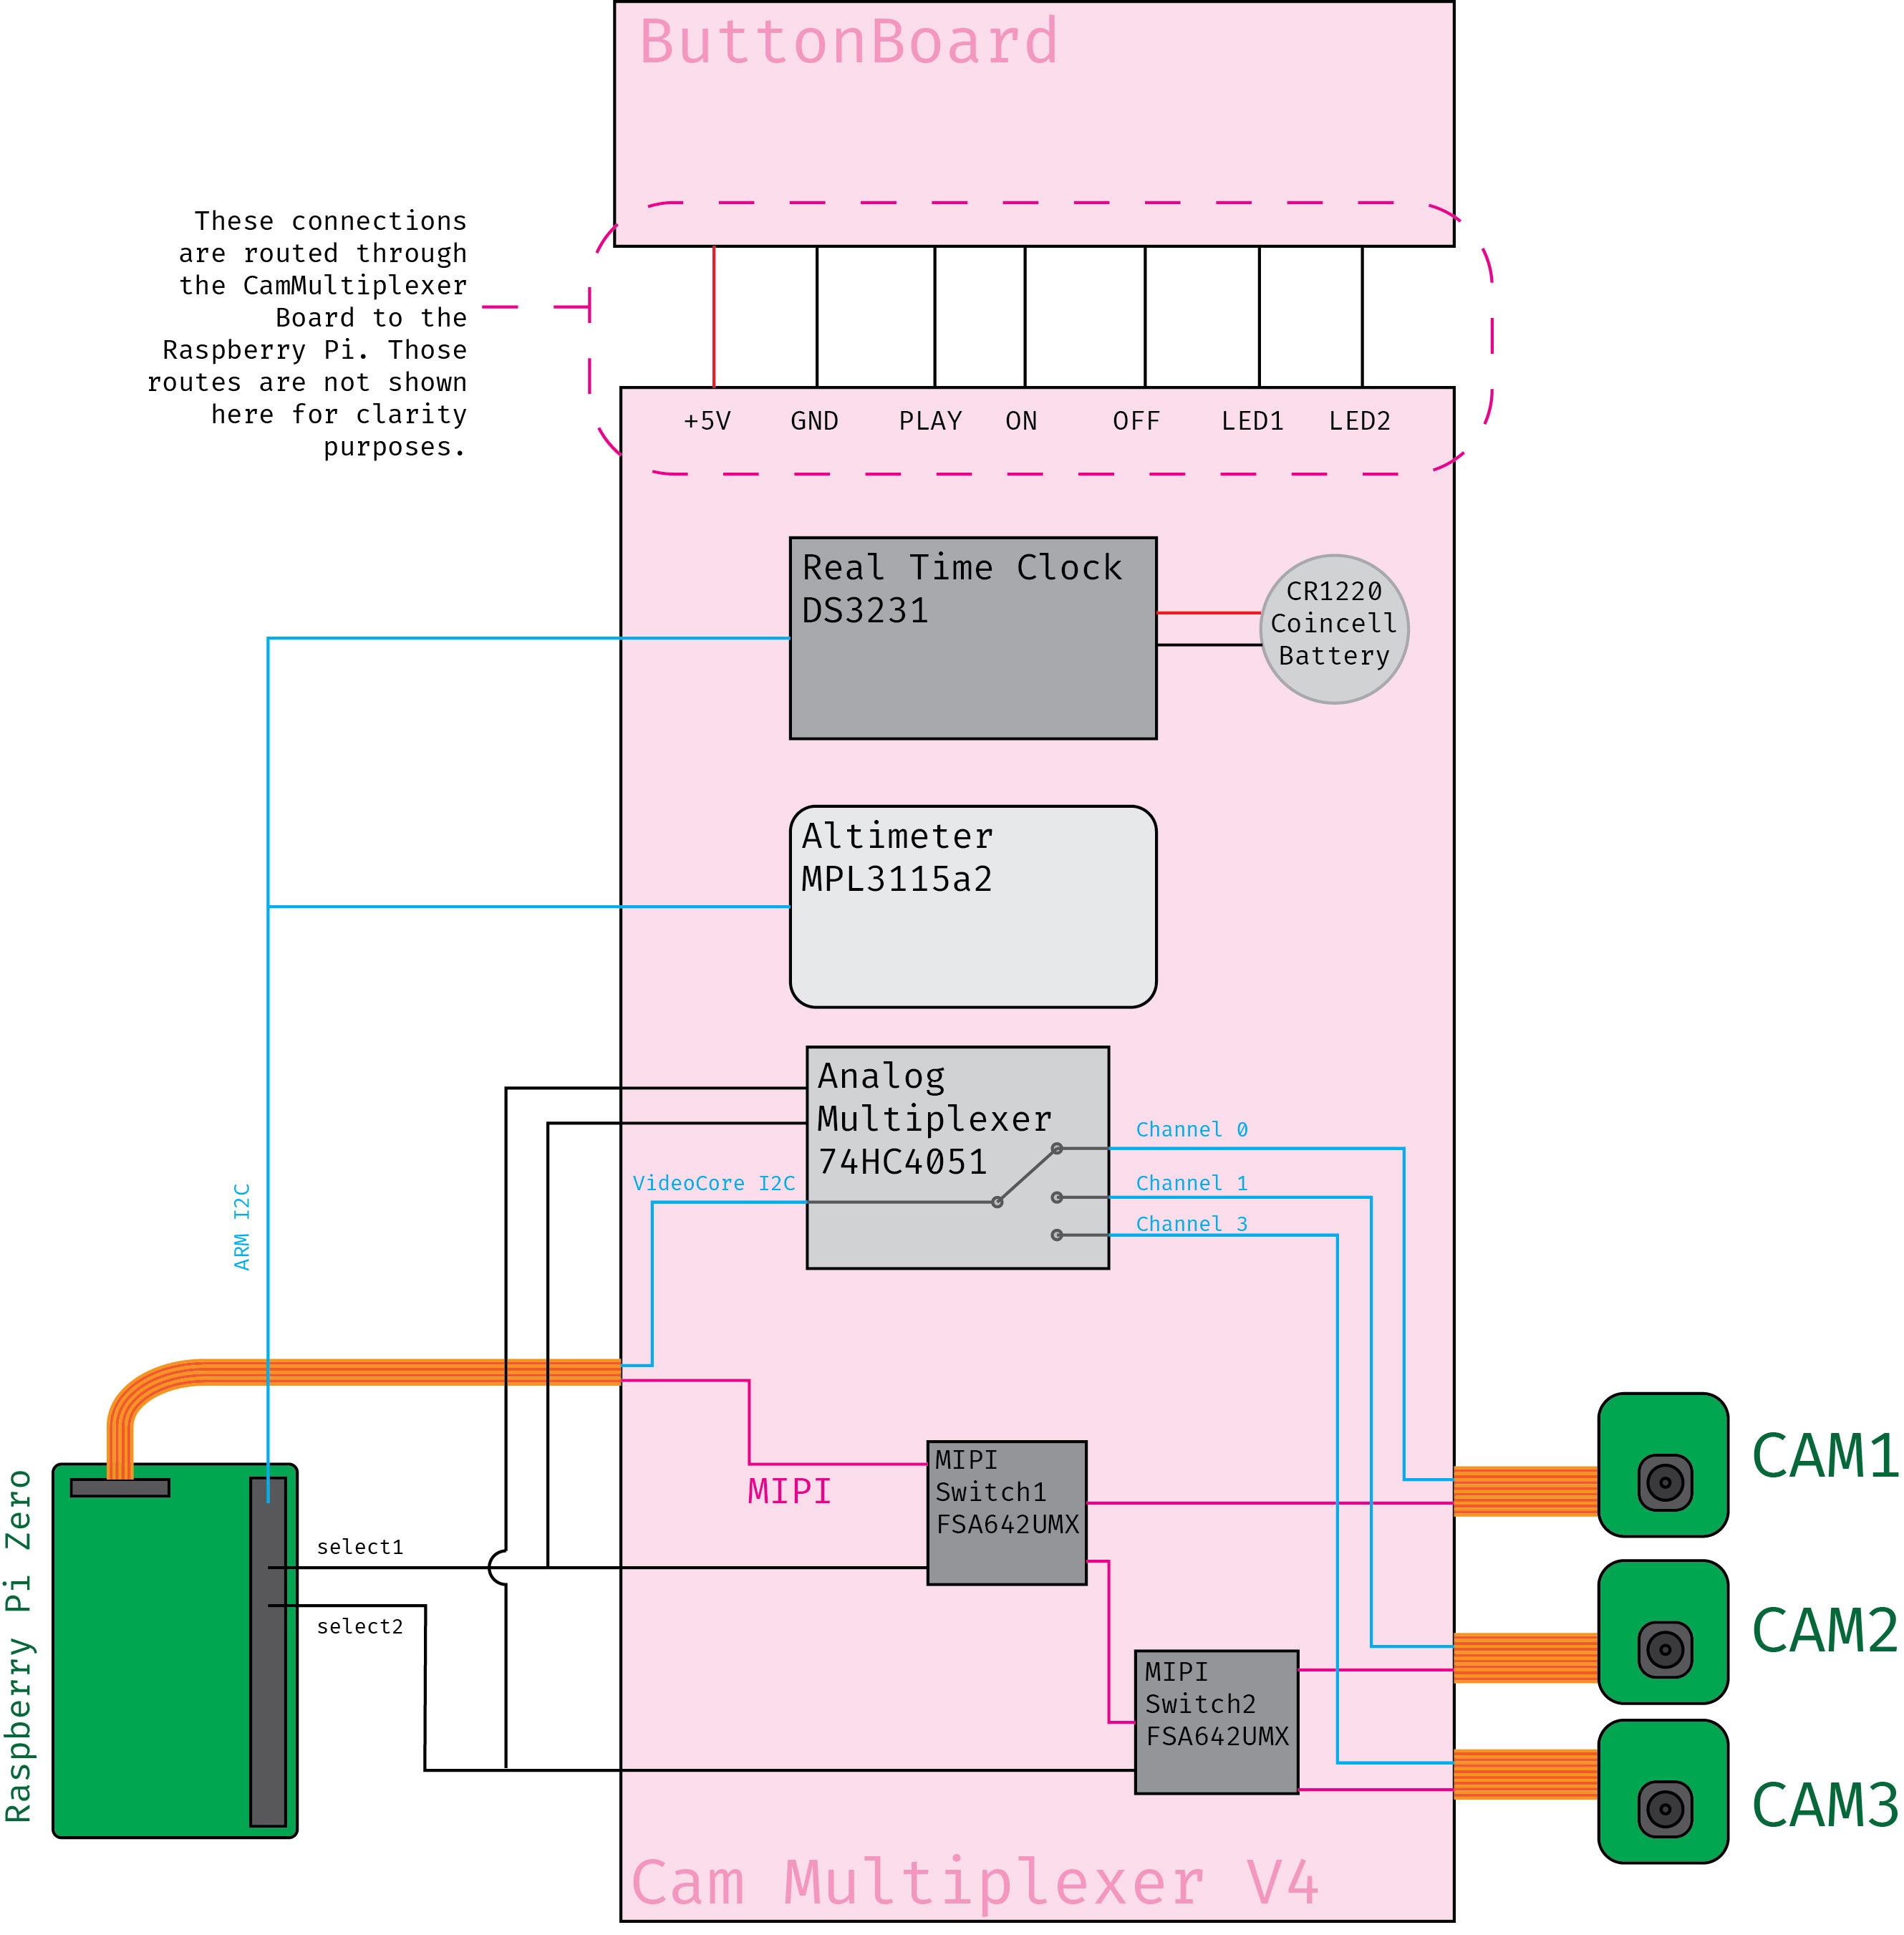 ButtonBoard
These connections
are routed through
the CamMultiplexer
Board to the
Raspberry Pi. Those
routes are not shown
here for clarity
purposes.
+5V GND PLAY ON OFF LED1 LED2
Real Time Clock
DS3231
CR1220
Coincell
Battery
Altimeter
MPL3115a2
Analog
Multiplexer
74HC4051
Channel 0
Channel 1
Channel 3
VideoCore I2C
ARM I2C
MIPI
MIPI
Switch1
FSA642UMX
CAM1
Raspberry Pi Zero
select1
select2
CAM2
MIPI
Switch2
FSA642UMX
CAM3
Cam Multiplexer V4